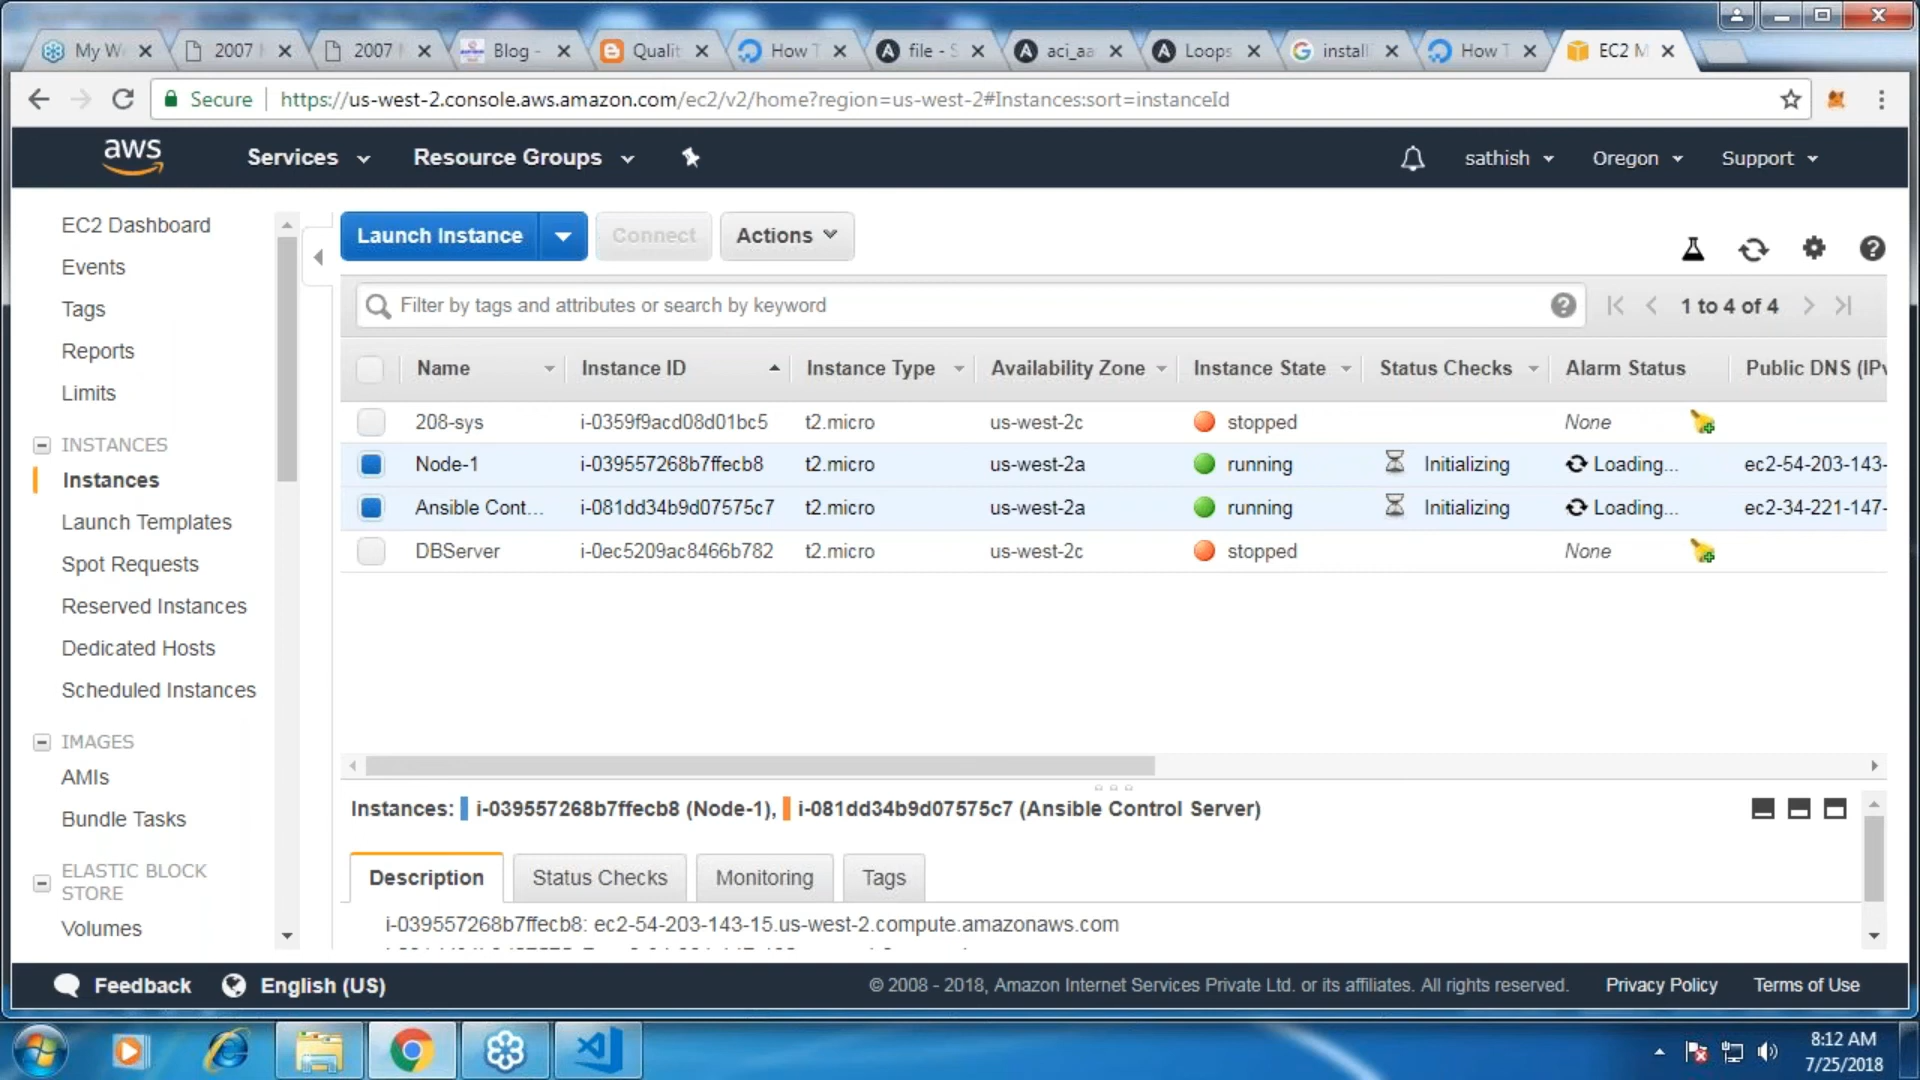 My W
2007
2007
Blog -
Qualit
How T
file - S
aci_aa
Loops
install
How T
EC2 M
Secure
https://us-west-2.console.aws.amazon.com/ec2/v2/home?region=us-west-2#Instances:sort=instanceId
aws
Services
Resource Groups
sathish
Oregon
Support
EC2 Dashboard
Events
Tags
Reports
Limits
INSTANCES
Instances
Launch Templates
Spot Requests
Reserved Instances
Dedicated Hosts
Scheduled Instances
IMAGES
AMIs
Bundle Tasks
ELASTIC BLOCK
STORE
Volumes
Launch Instance
Connect
Actions
Filter by tags and attributes or search by keyword
1 to 4 of 4
Name Instance ID Instance Type Availability Zone Instance State Status Checks Alarm Status Public DNS (IPv
208-sys i-0359f9acd08d01bc5 t2.micro us-west-2c stopped None
Node-1 i-039557268b7ffecb8 t2.micro us-west-2a running Initializing Loading... ec2-54-203-143-
Ansible Cont... i-081dd34b9d07575c7 t2.micro us-west-2a running Initializing Loading... ec2-34-221-147-
DBServer i-0ec5209ac8466b782 t2.micro us-west-2c stopped None
Instances: i-039557268b7ffecb8 (Node-1), i-081dd34b9d07575c7 (Ansible Control Server)
Description
Status Checks
Monitoring
Tags
i-039557268b7ffecb8: ec2-54-203-143-15.us-west-2.compute.amazonaws.com
Feedback
English (US)
© 2008 - 2018, Amazon Internet Services Private Ltd. or its affiliates. All rights reserved.
Privacy Policy
Terms of Use
8:12 AM
7/25/2018